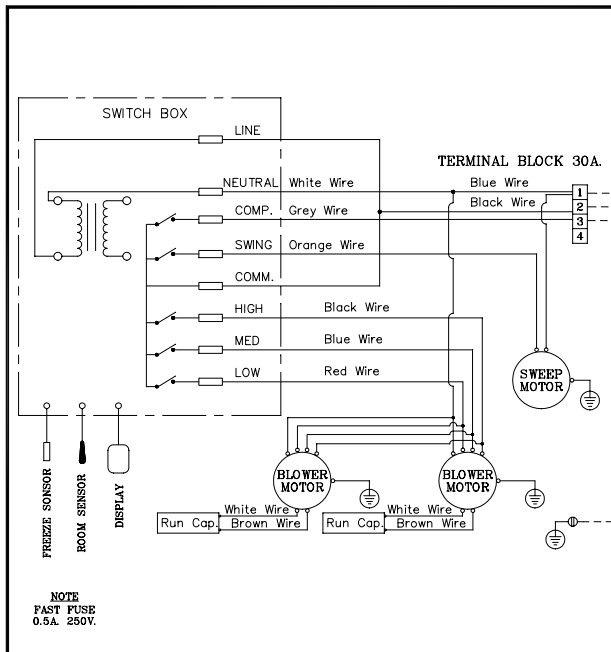 SWITCH BOX
LINE
TERMINAL BLOCK 30A.
NEUTRAL White Wire
Blue Wire
1
COMP. Grey Wire
Black Wire
2
3
4
SWING Orange Wire
COMM.
HIGH Black Wire
MED Blue Wire
LOW Red Wire
SWEEP
MOTOR
BLOWER
MOTOR
BLOWER
MOTOR
White Wire
Run Cap. Brown Wire
White Wire
Run Cap. Brown Wire
FREEZE SONSOR
ROOM SENSOR
DISPLAY
NOTE
FAST FUSE
0.5A. 250V.